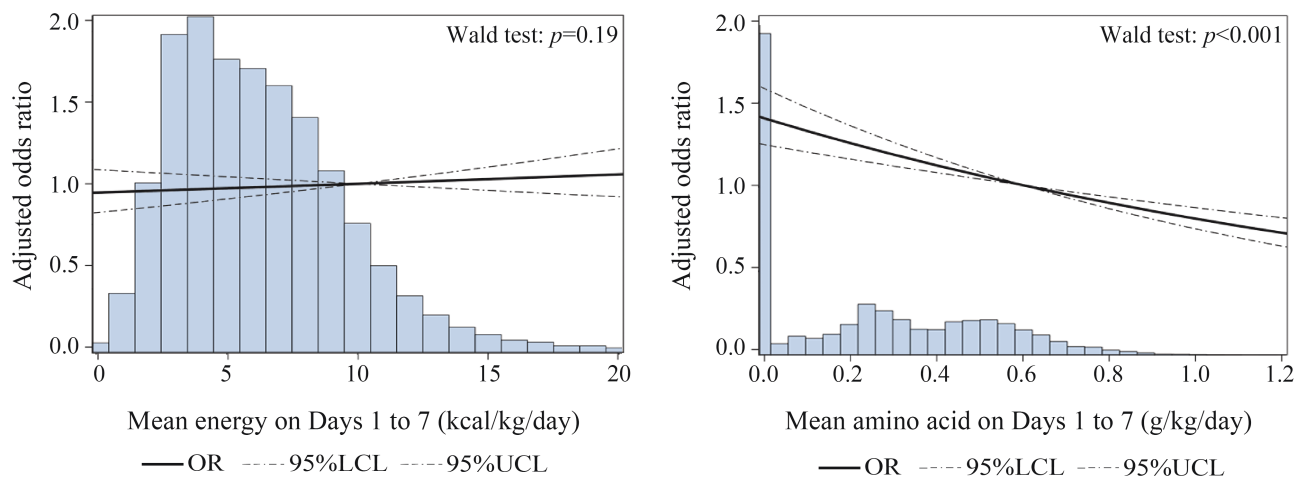 Wald test: p=0.19
Adjusted odds ratio
2.0
1.5
1.0
0.5
0.0
0 5 10 15 20
Mean energy on Days 1 to 7 (kcal/kg/day)
OR 95%LCL 95%UCL
Wald test: p<0.001
Adjusted odds ratio
2.0
1.5
1.0
0.5
0.0
0.0 0.2 0.4 0.6 0.8 1.0 1.2
Mean amino acid on Days 1 to 7 (g/kg/day)
OR 95%LCL 95%UCL